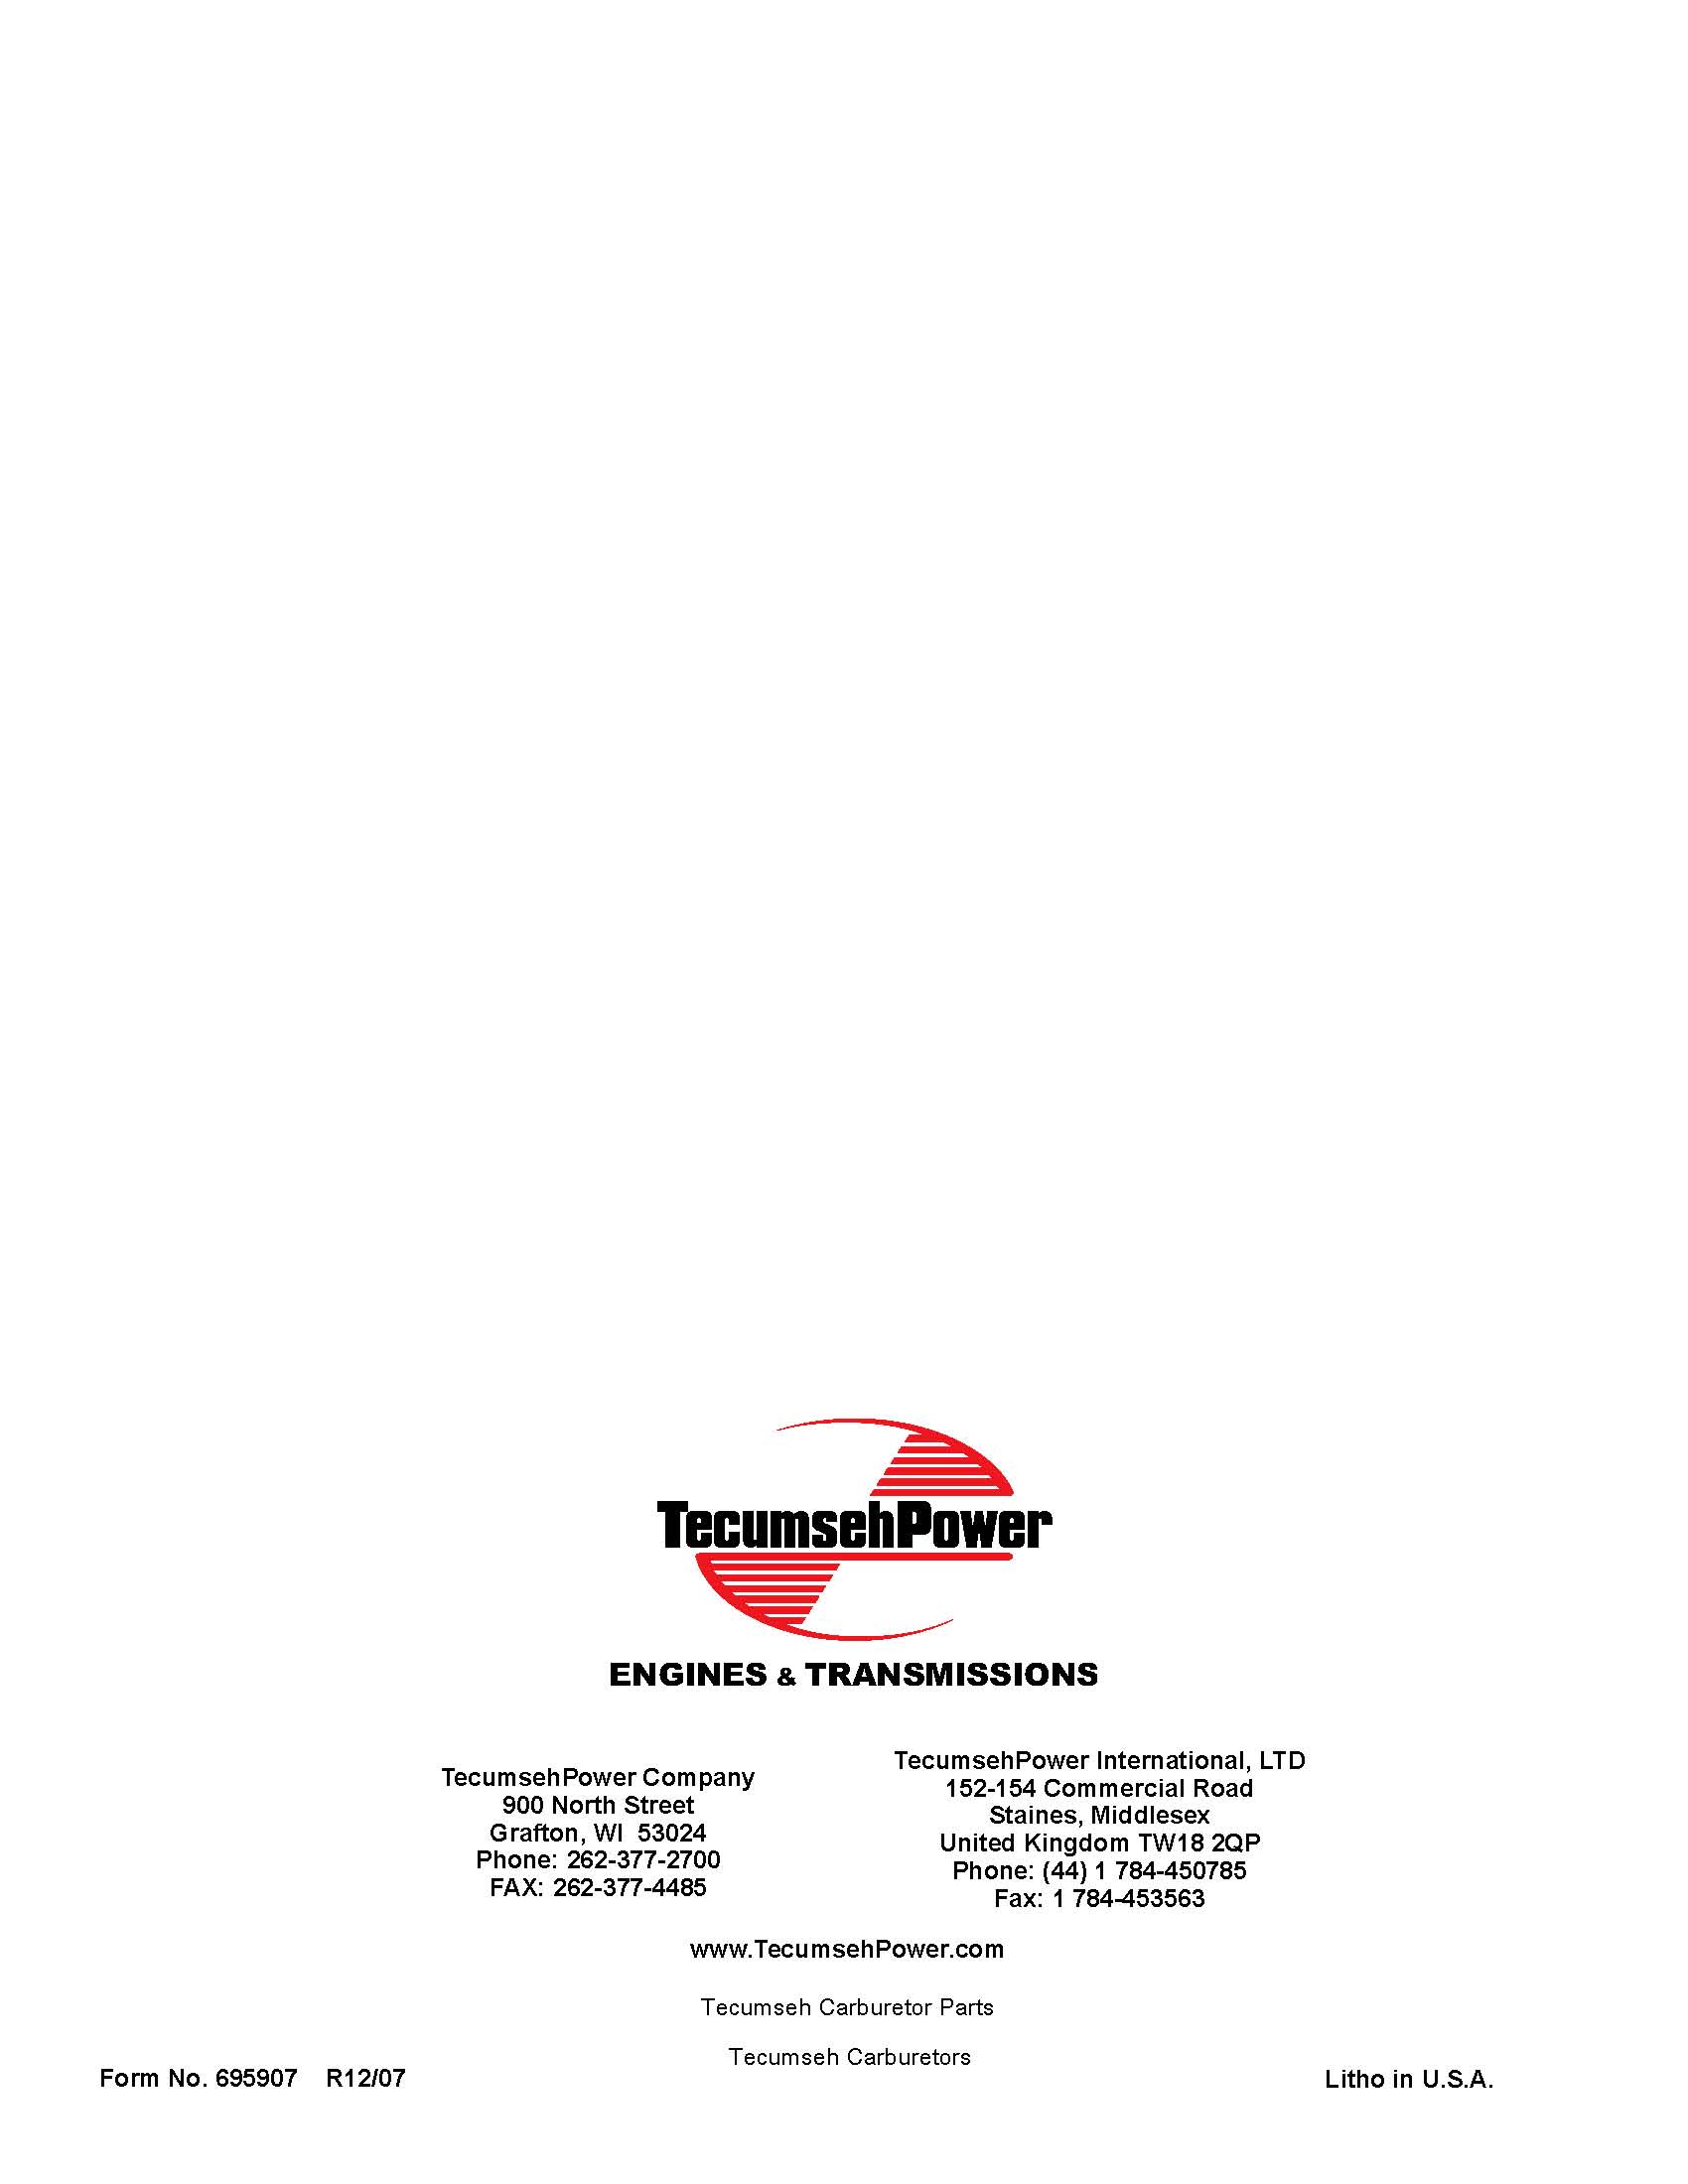 TecumsehPower
ENGINES & TRANSMISSIONS
TecumsehPower Company
900 North Street
Grafton, WI 53024
Phone: 262-377-2700
FAX: 262-377-4485
TecumsehPower International, LTD
152-154 Commercial Road
Staines, Middlesex
United Kingdom TW18 2QP
Phone: (44) 1 784-450785
Fax: 1 784-453563
www.TecumsehPower.com
Tecumseh Carburetor Parts
Tecumseh Carburetors
Form No. 695907 R12/07
Litho in U.S.A.